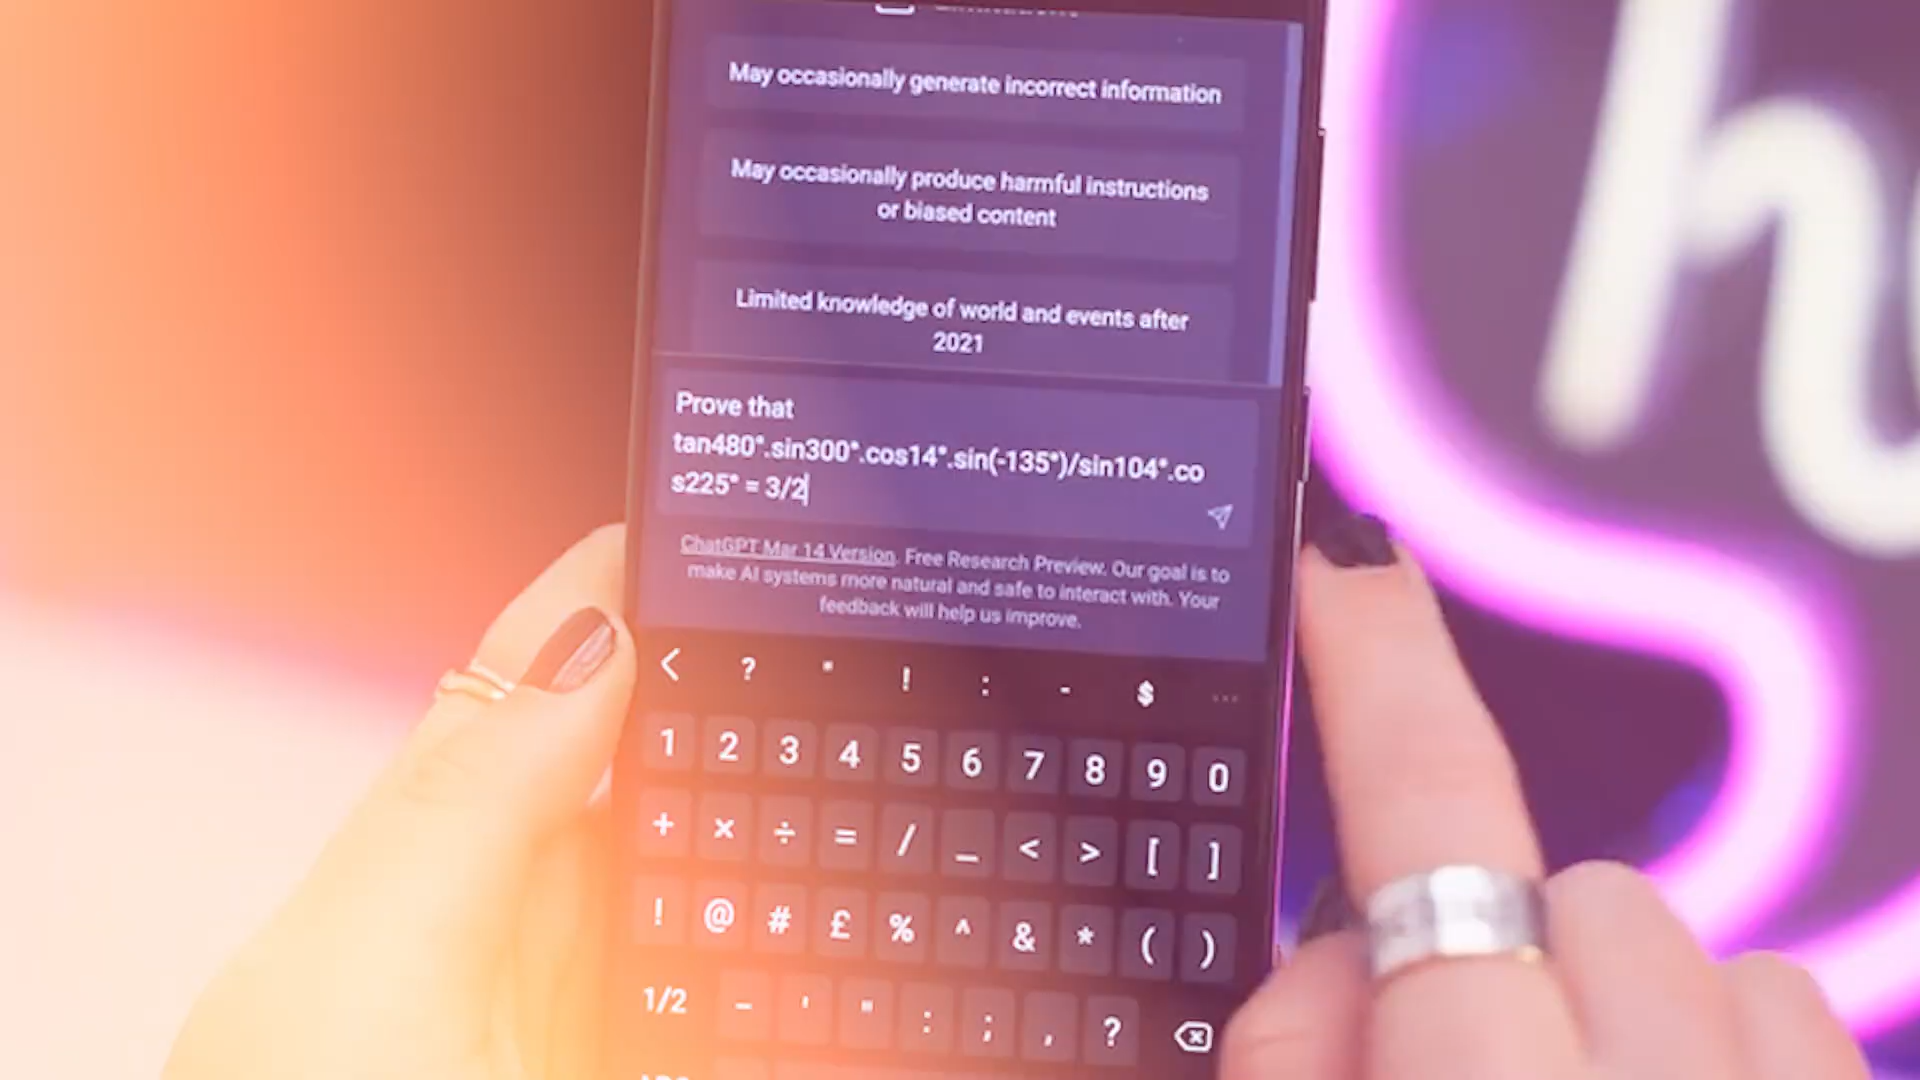 May occasionally generate incorrect information
May occasionally produce harmful instructions
or biased content
Limited knowledge of world and events after
2021
Prove that
tan480°.sin300°.cos14°.sin(-135°)/sin104°.co
s225° = 3/2
ChatGPT Mar 14 Version. Free Research Preview. Our goal is to
make AI systems more natural and safe to interact with. Your
feedback will help us improve.
? * ! : - $ ...
1 2 3 4 5 6 7 8 9 0
+ × ÷ = / _ < > [ ]
! @ # £ % ^ & * ( )
1/2 - ' " : ; , ?